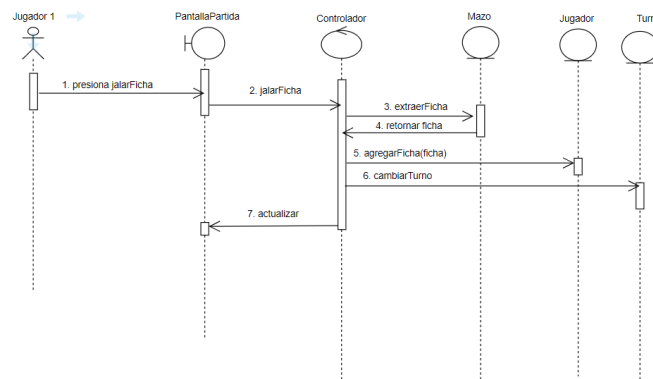 Jugador 1
PantallaPartida
Controlador
Mazo
Jugador
Turn
1. presiona jalarFicha
2. jalarFicha
3. extraerFicha
4. retornar ficha
5. agregarFicha(ficha)
6. cambiarTurno
7. actualizar